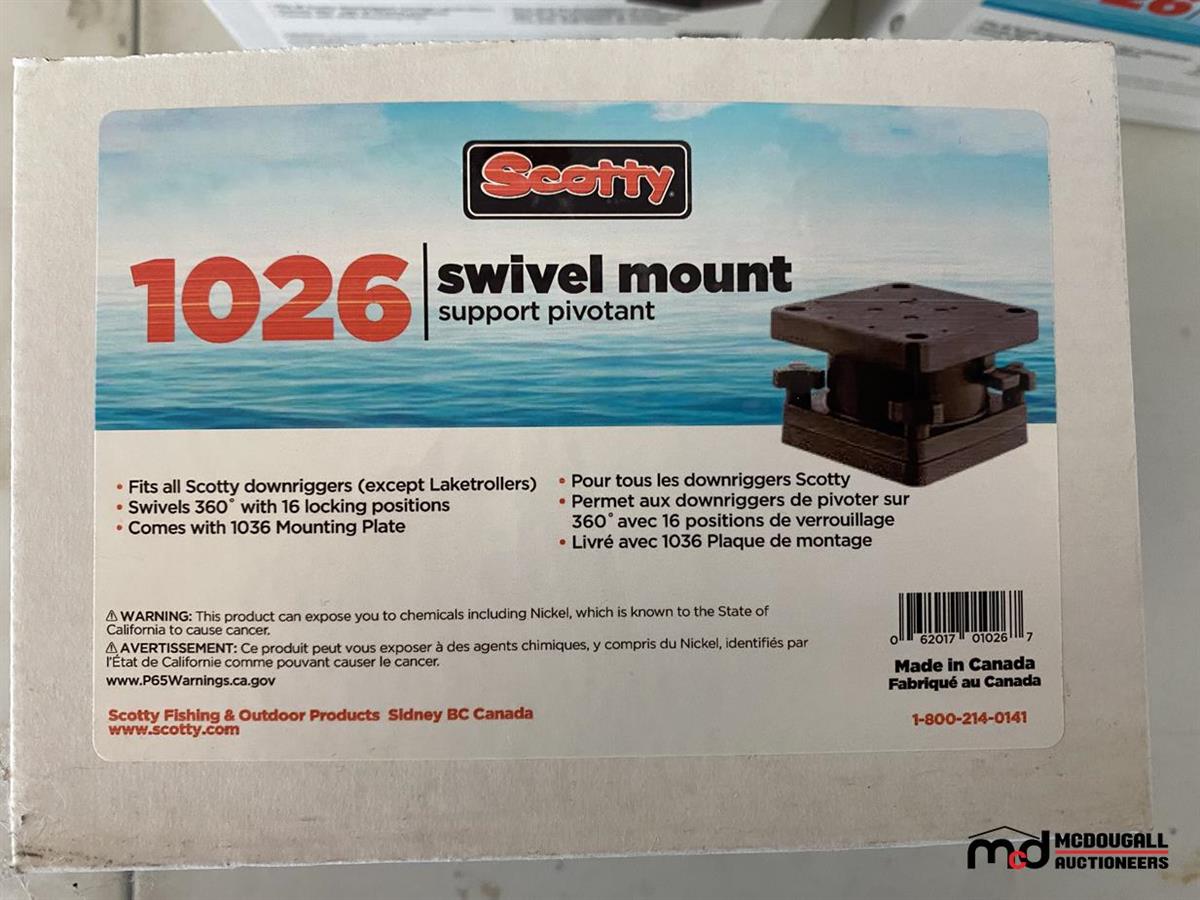 Scotty
1026
swivel mount
support pivotant
• Fits all Scotty downriggers (except Laketrollers)
• Swivels 360° with 16 locking positions
• Comes with 1036 Mounting Plate
• Pour tous les downriggers Scotty
• Permet aux downriggers de pivoter sur
360° avec 16 positions de verrouillage
• Livré avec 1036 Plaque de montage
⚠ WARNING: This product can expose you to chemicals including Nickel, which is known to the State of
California to cause cancer.
⚠ AVERTISSEMENT: Ce produit peut vous exposer à des agents chimiques, y compris du Nickel, identifiés par
l'État de Californie comme pouvant causer le cancer.
www.P65Warnings.ca.gov
Scotty Fishing & Outdoor Products Sidney BC Canada
www.scotty.com
0 62017 01026 7
Made in Canada
Fabriqué au Canada
1-800-214-0141
mcd MCDOUGALL
AUCTIONEERS